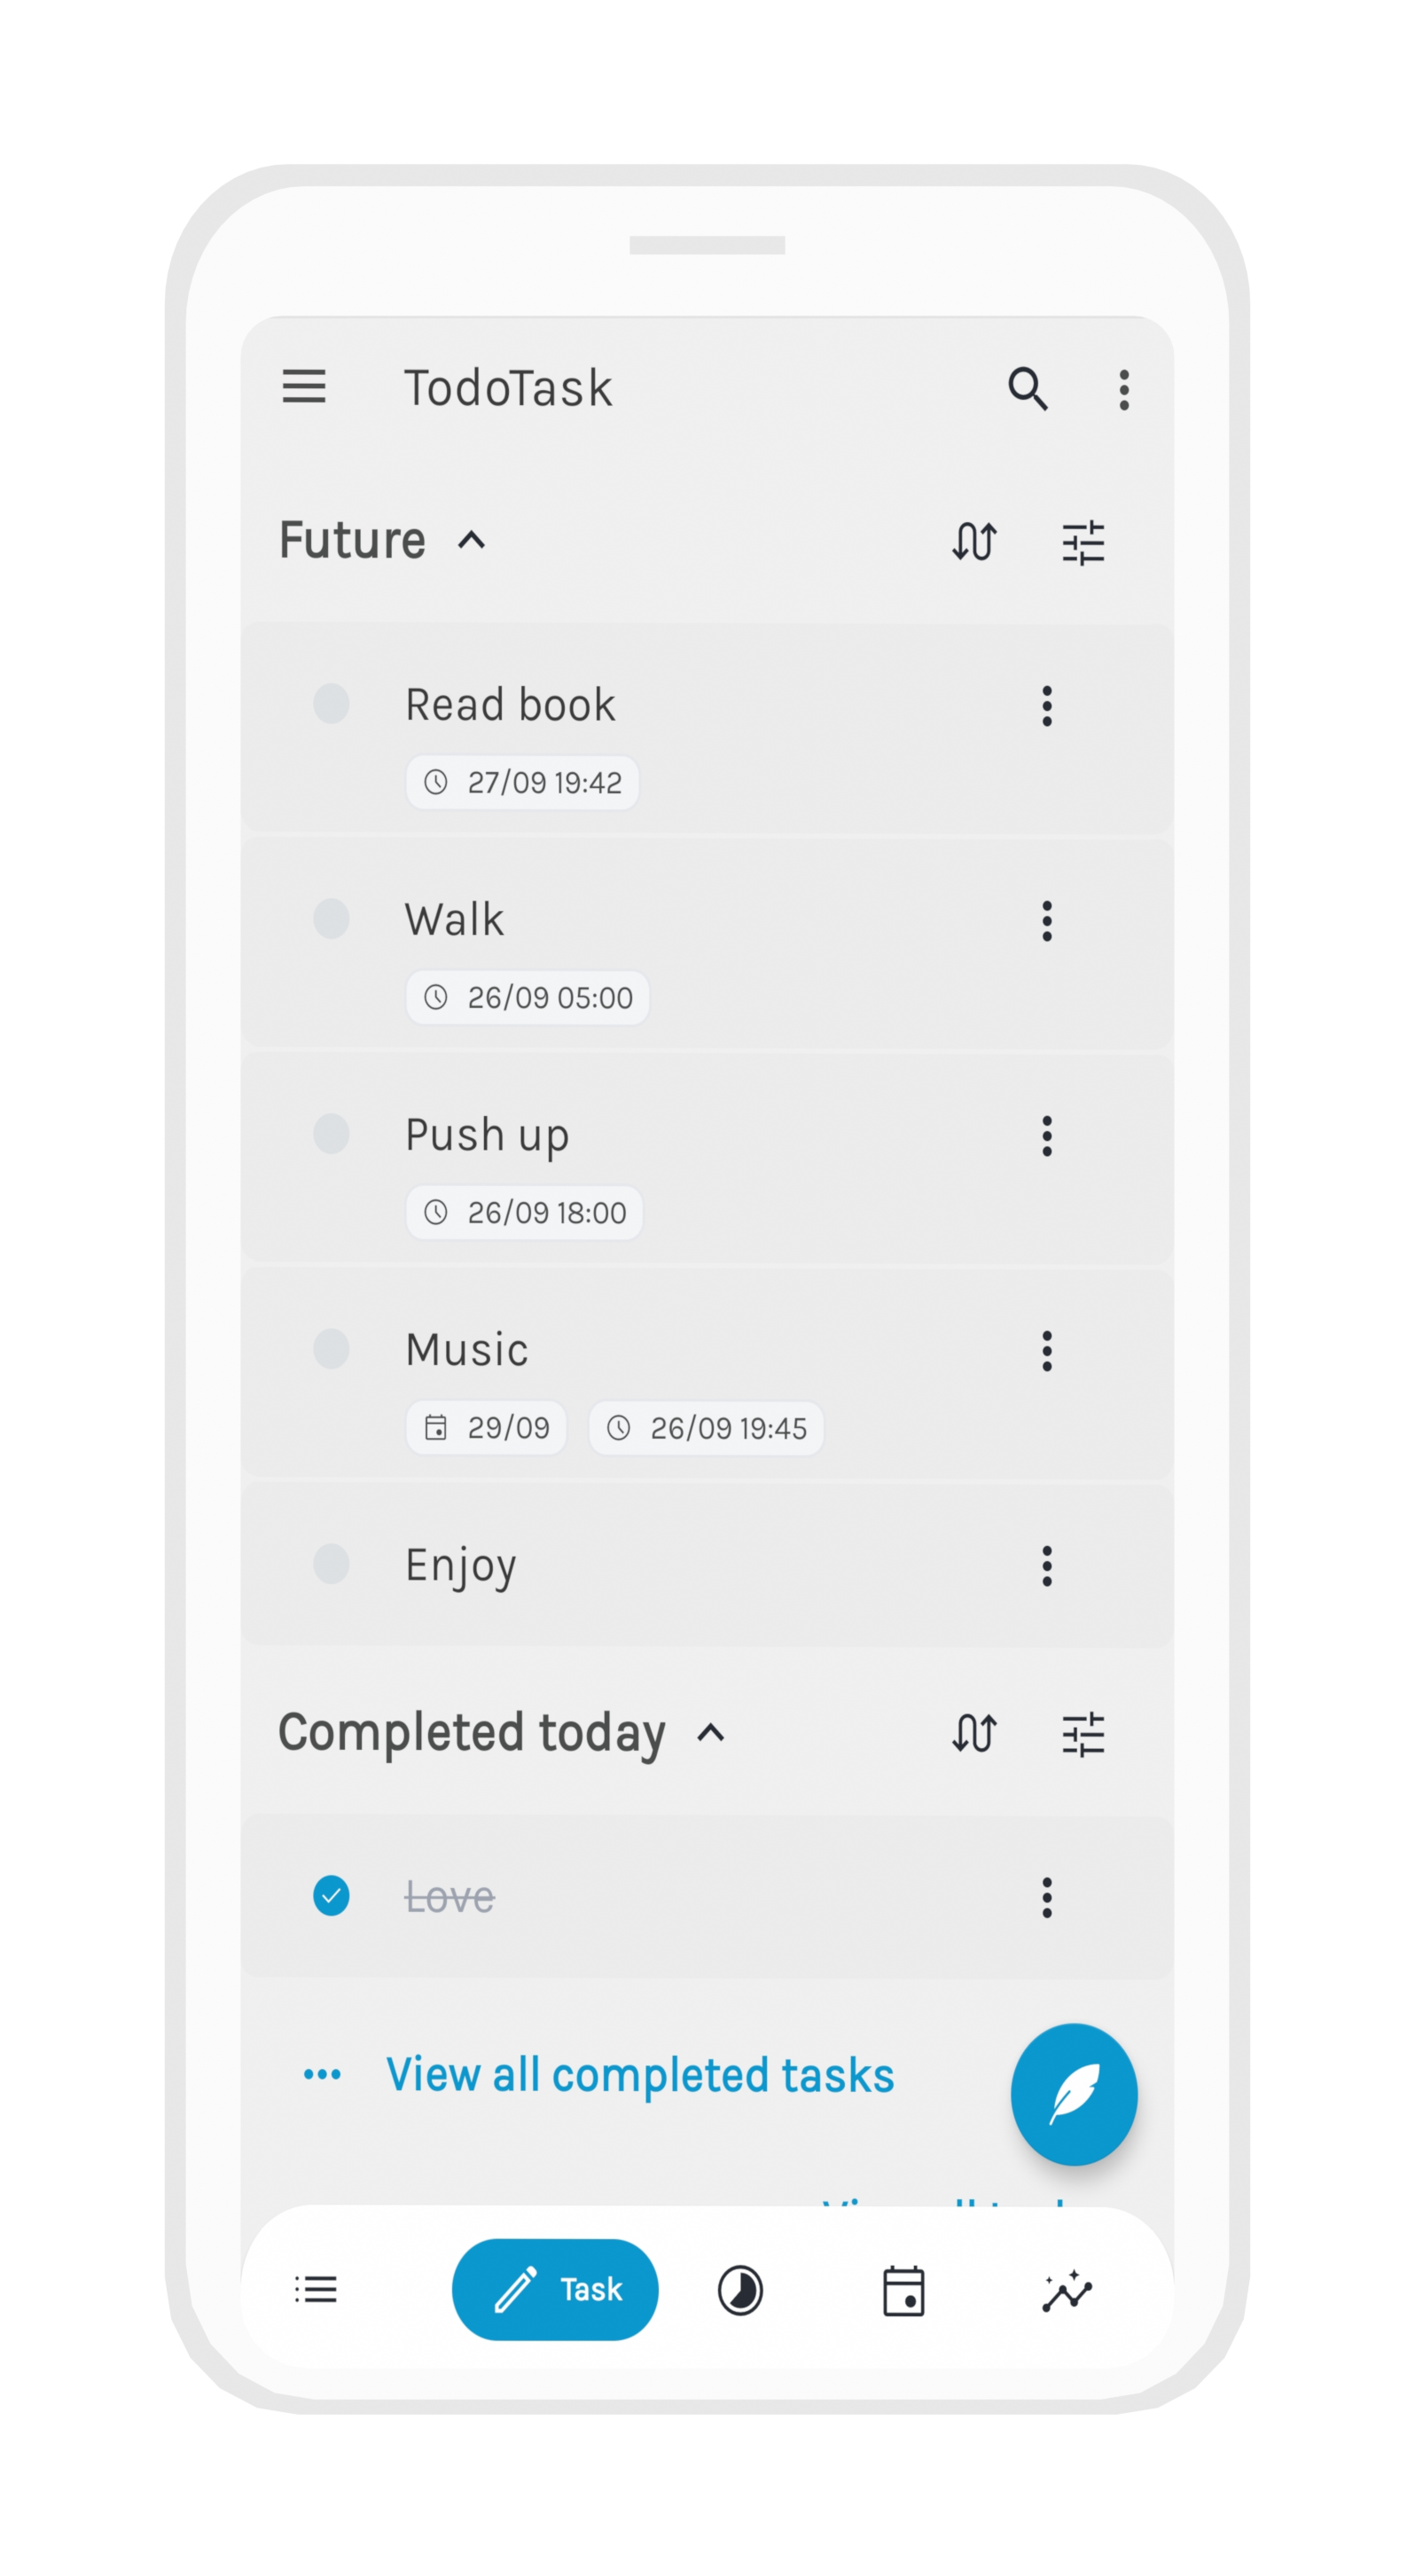 TodoTask
Future
Read book
27/09 19:42
Walk
26/09 05:00
Push up
26/09 18:00
Music
29/09 26/09 19:45
Enjoy
Completed today
Love
View all completed tasks
Task